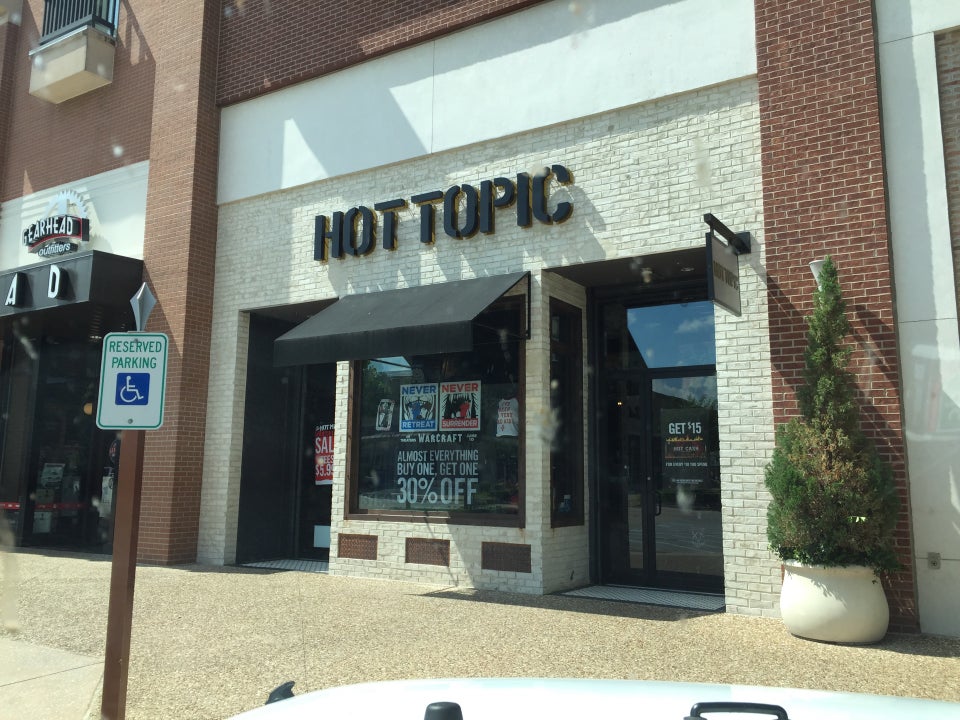 GEARHEAD
outfitters
A D
RESERVED
PARKING
HOT TOPIC
NEVER
RETREAT
NEVER
SURRENDER
WARCRAFT
ALMOST EVERYTHING
BUY ONE, GET ONE
30% OFF
SALE
GET $15
HOT CASH